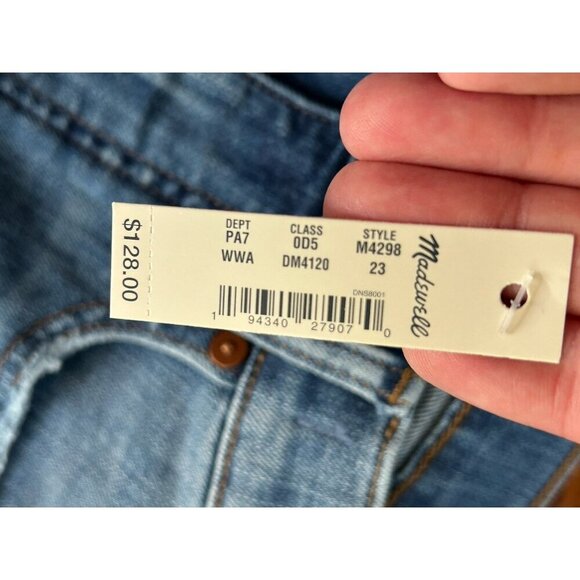 $128.00
DEPT CLASS STYLE
PA7 0D5 M4298
WWA DM4120 23
DNS8001
1 94340 27907 0
Madewell